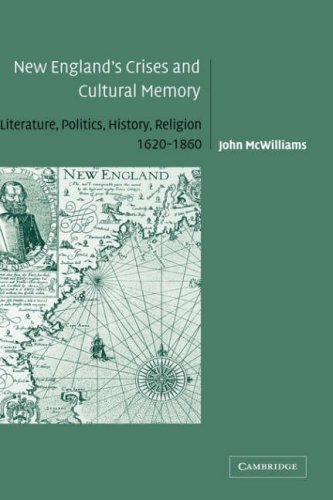 New England's Crises and
Cultural Memory
Literature, Politics, History, Religion
1620–1860
John McWilliams
NEW ENGLAND
CAMBRIDGE